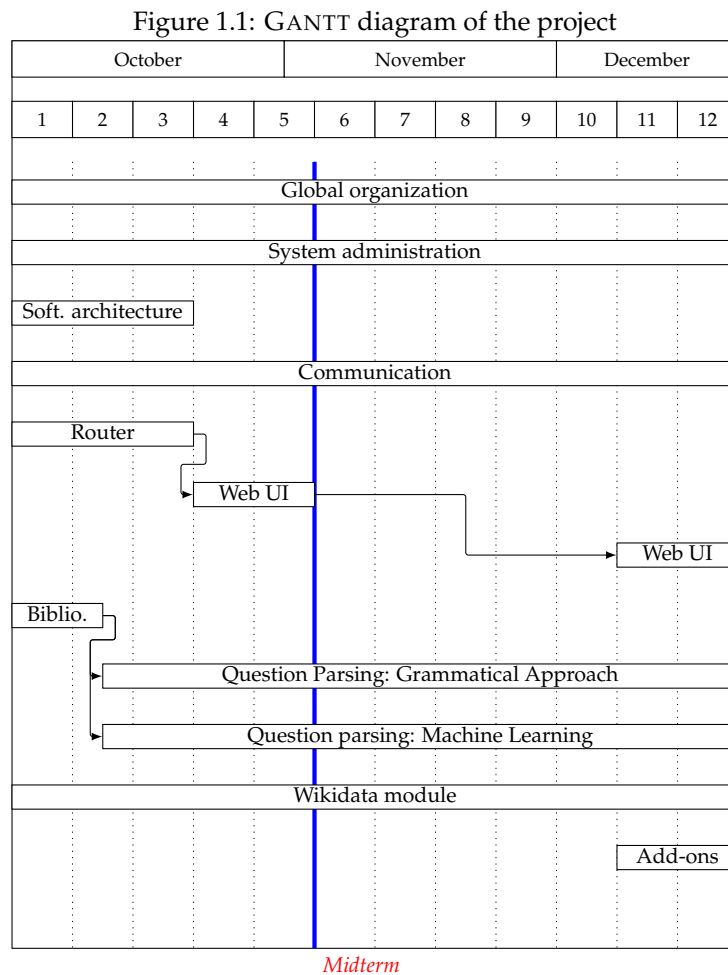 Figure 1.1: GANTT diagram of the project
October November December
1 2 3 4 5 6 7 8 9 10 11 12
Global organization
System administration
Soft. architecture
Communication
Router
Web UI
Web UI
Biblio.
Question Parsing: Grammatical Approach
Question parsing: Machine Learning
Wikidata module
Add-ons
Midterm